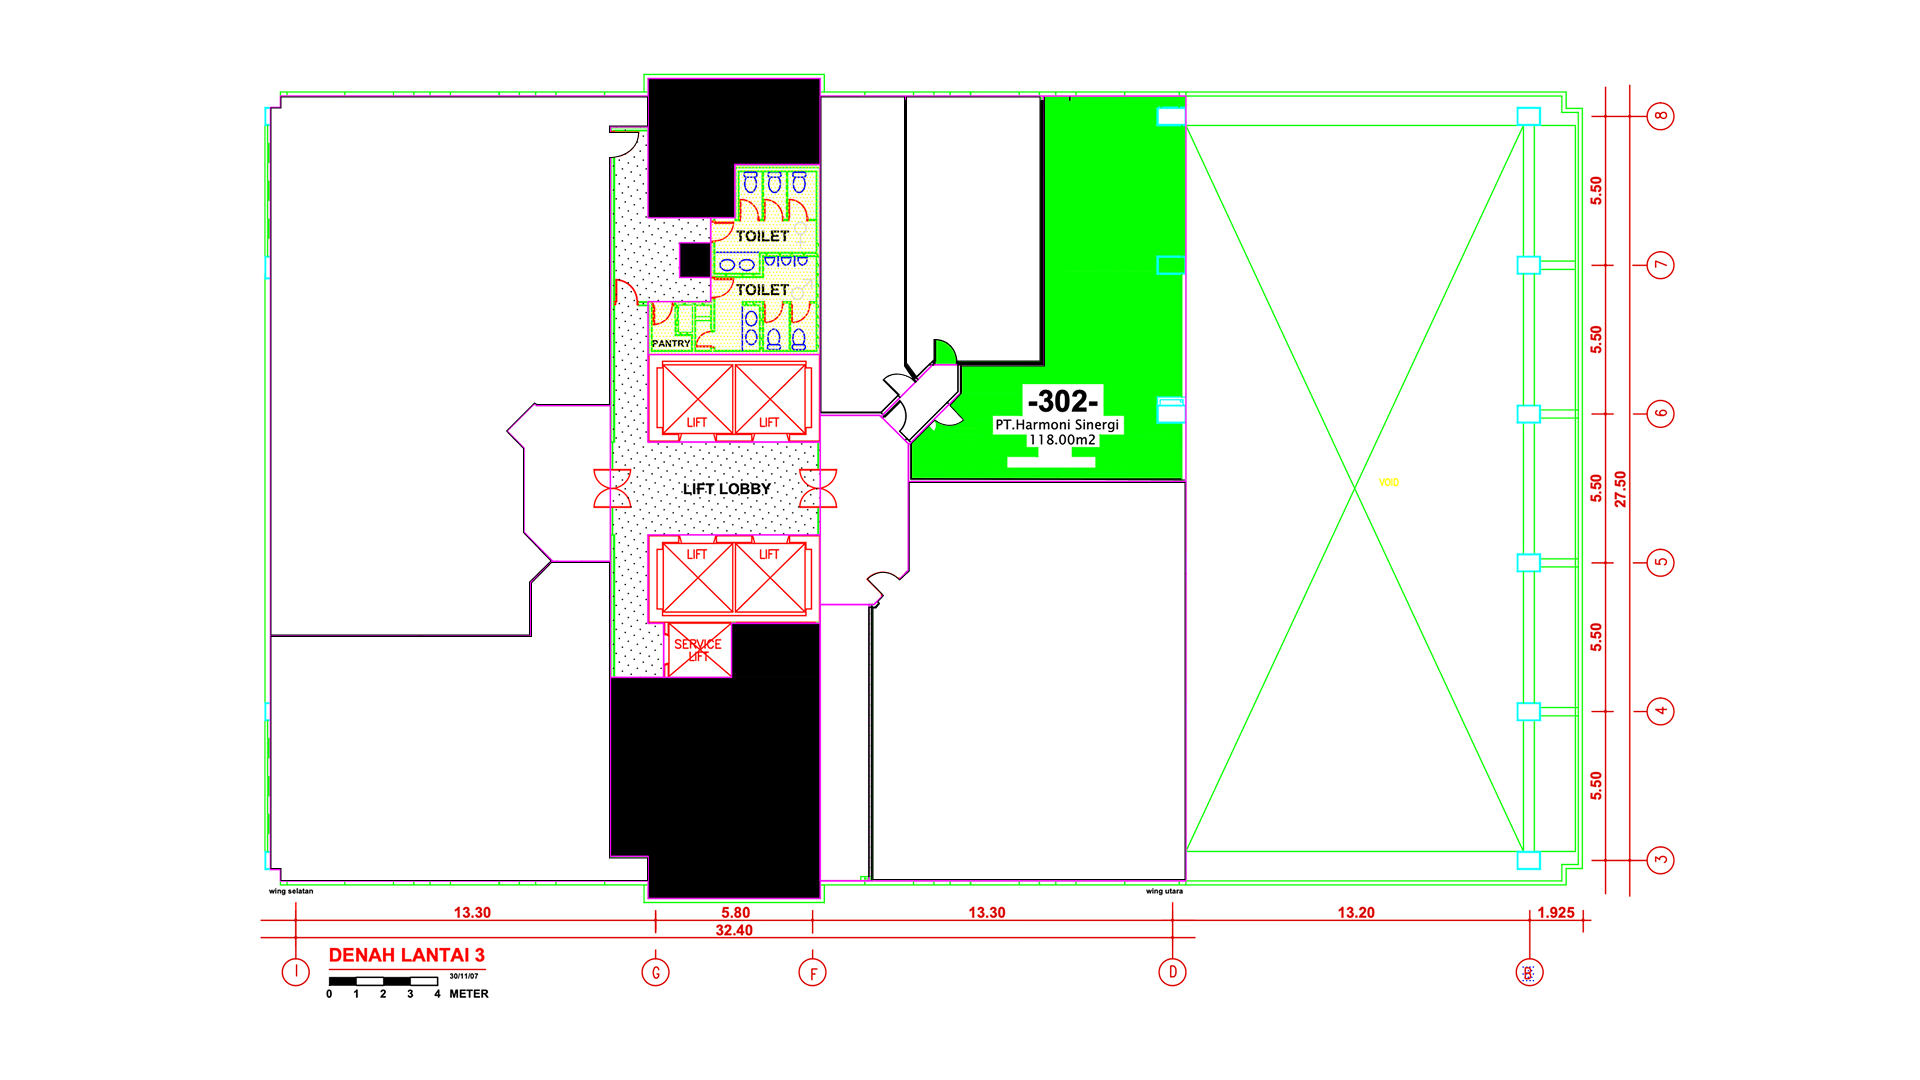 8
5.50
TOILET
7
TOILET
5.50
PANTRY
-302-
PT.Harmoni Sinergi
118.00m2
6
LIFT
LIFT
VOID
5.50
27.50
LIFT LOBBY
LIFT
LIFT
5
SERVICE
LIFT
5.50
4
5.50
3
wing selatan
wing utara
13.30
5.80
13.30
13.20
1.925
32.40
DENAH LANTAI 3
I
G
F
D
30/11/07
0 1 2 3 4 METER